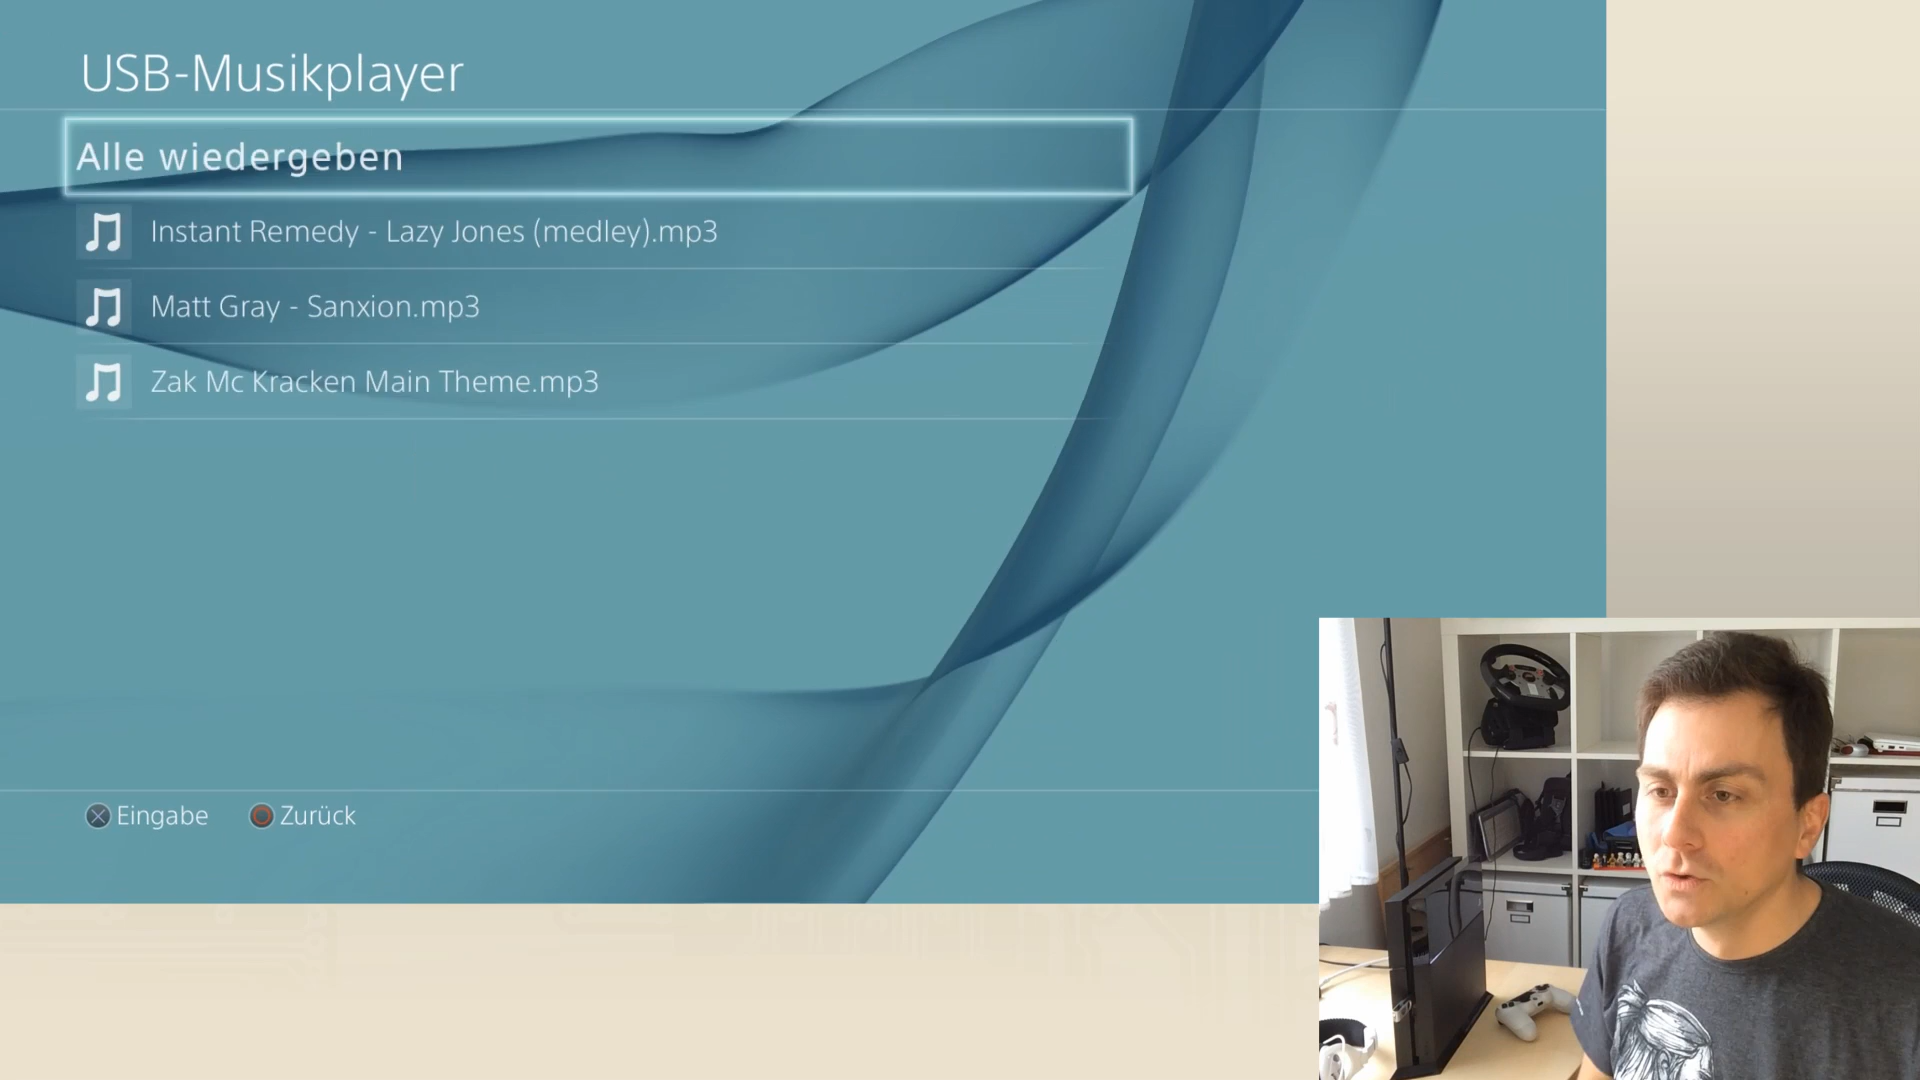 USB-Musikplayer
Alle wiedergeben
Instant Remedy - Lazy Jones (medley).mp3
Matt Gray - Sanxion.mp3
Zak Mc Kracken Main Theme.mp3
Eingabe
Zurück